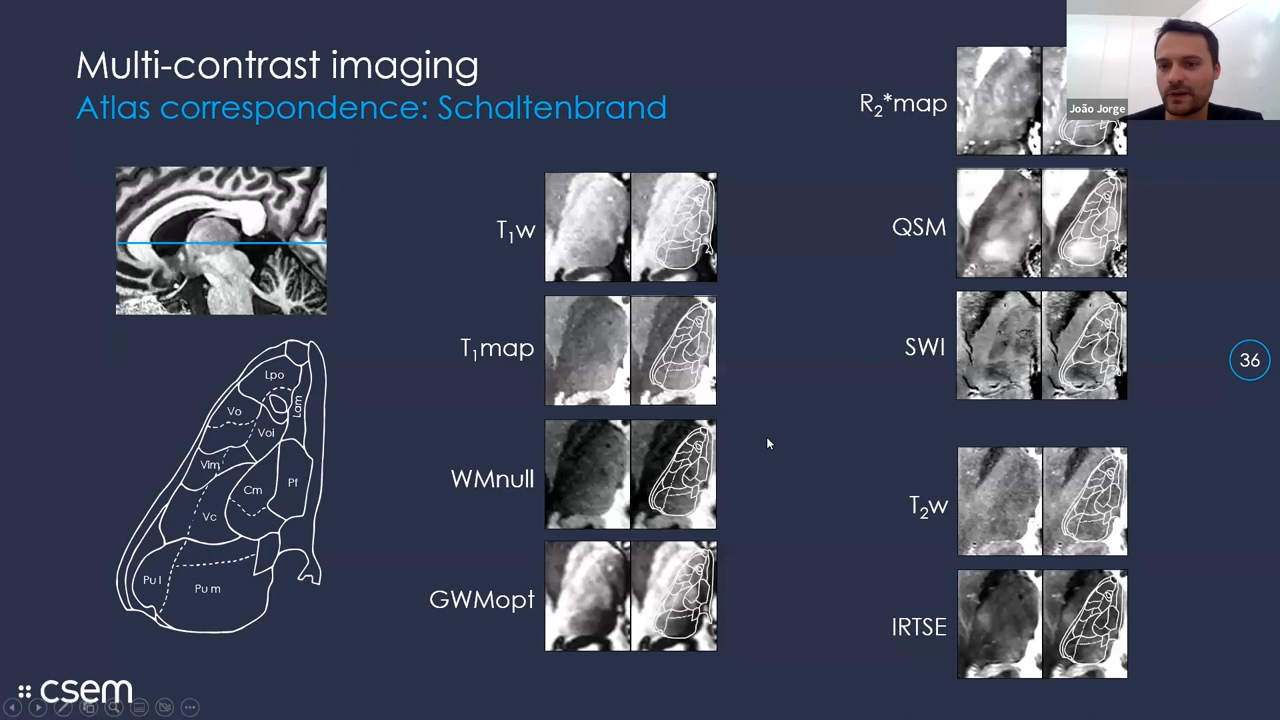 Multi-contrast imaging
Atlas correspondence: Schaltenbrand
Lpo
Lam
Vo
Voi
Vim
Cm
Pf
Vc
Pu l
Pu m
T₁w
T₁map
WMnull
GWMopt
R₂*map
QSM
SWI
T₂w
IRTSE
João Jorge
36
csem